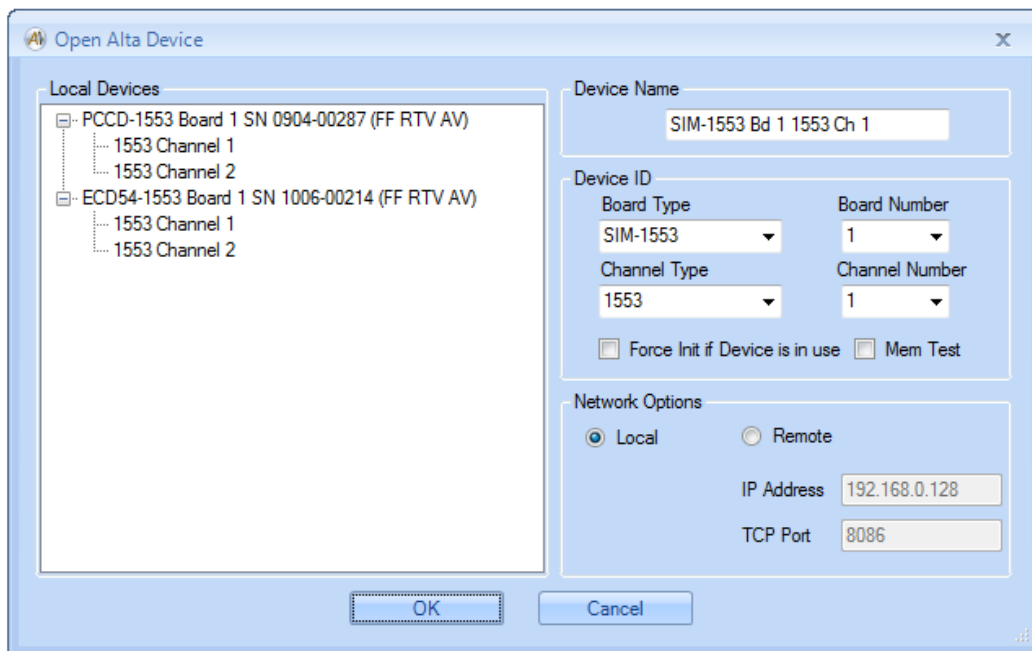 Open Alta Device
Local Devices
PCCD-1553 Board 1 SN 0904-00287 (FF RTV AV)
1553 Channel 1
1553 Channel 2
ECD54-1553 Board 1 SN 1006-00214 (FF RTV AV)
1553 Channel 1
1553 Channel 2
Device Name
SIM-1553 Bd 1 1553 Ch 1
Device ID
Board Type Board Number
SIM-1553 1
Channel Type Channel Number
1553 1
Force Init if Device is in use Mem Test
Network Options
Local Remote
IP Address 192.168.0.128
TCP Port 8086
OK Cancel